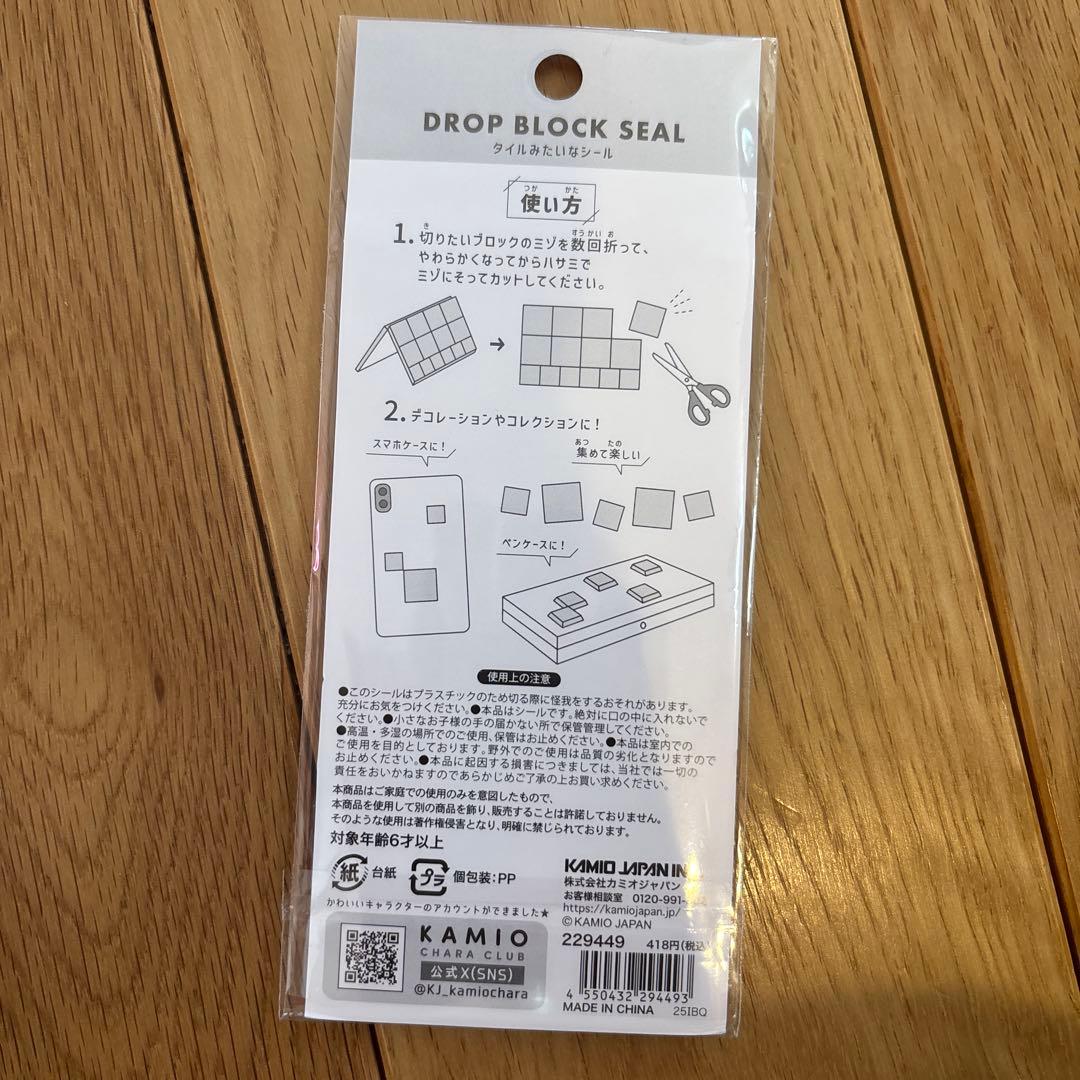 DROP BLOCK SEAL
タイルみたいなシール
つか かた
使い方
き すうかい お
1. 切りたいブロックのミゾを数回折って、
やわらかくなってからハサミで
ミゾにそってカットしてください。
2. デコレーションやコレクションに！
スマホケースに！
あつ たの
集めて楽しい
ペンケースに！
使用上の注意
●このシールはプラスチックのため切る際に怪我をするおそれがあります。
充分にお気をつけください。●本品はシールです。絶対に口の中に入れないで
ください。●小さなお子様の手の届かない所で保管管理してください。
●高温・多湿の場所でのご使用、保管はお止めください。●本品は室内での
ご使用を目的としております。野外でのご使用は品質の劣化となりますので
お止めください。●本品に起因する損害につきましては、当社では一切の
責任をおいかねますのであらかじめご了承の上お買い求めください。
本商品はご家庭での使用のみを意図したもので、
本商品を使用して別の商品を飾り、販売することは許諾しておりません。
そのような使用は著作権侵害となり、明確に禁じられております。
対象年齢6才以上
紙 台紙 プラ 個包装：PP
KAMIO JAPAN IN
株式会社カミオジャパン
お客様相談室 0120-991-
https://kamiojapan.jp/
©KAMIO JAPAN
かわいいキャラクターのアカウントができました★
KAMIO
CHARA CLUB
公式X(SNS)
@KJ_kamiochara
229449 418円(税込)
4 550432 294493
MADE IN CHINA 25IBQ